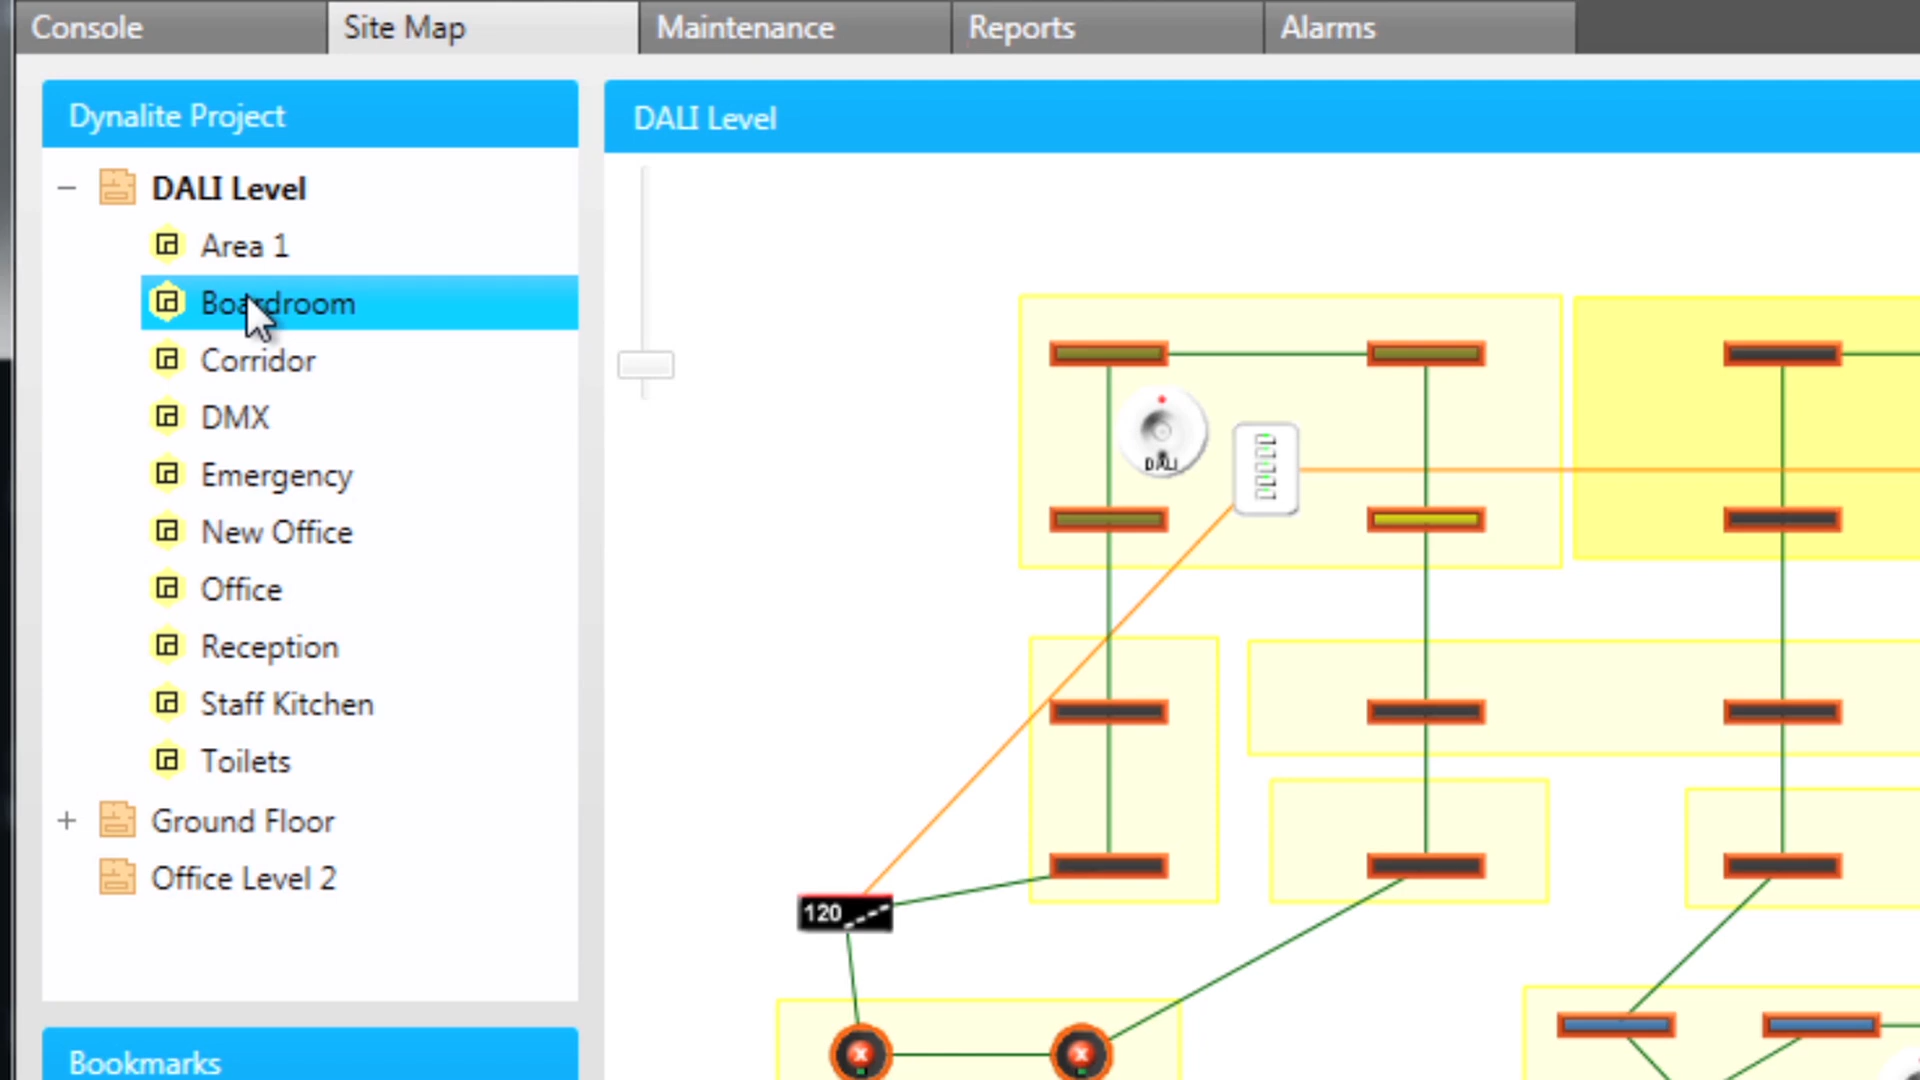 Console
Site Map
Maintenance
Reports
Alarms
Dynalite Project
DALI Level
DALI Level
Area 1
Boardroom
Corridor
DMX
Emergency
New Office
Office
Reception
Staff Kitchen
Toilets
Ground Floor
Office Level 2
Bookmarks
DALI
120